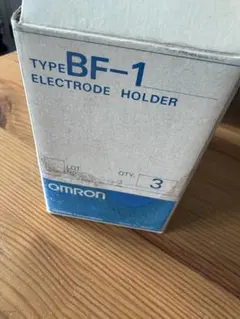 TYPE BF-1
ELECTRODE HOLDER
LOT
QTY. 3
OMRON